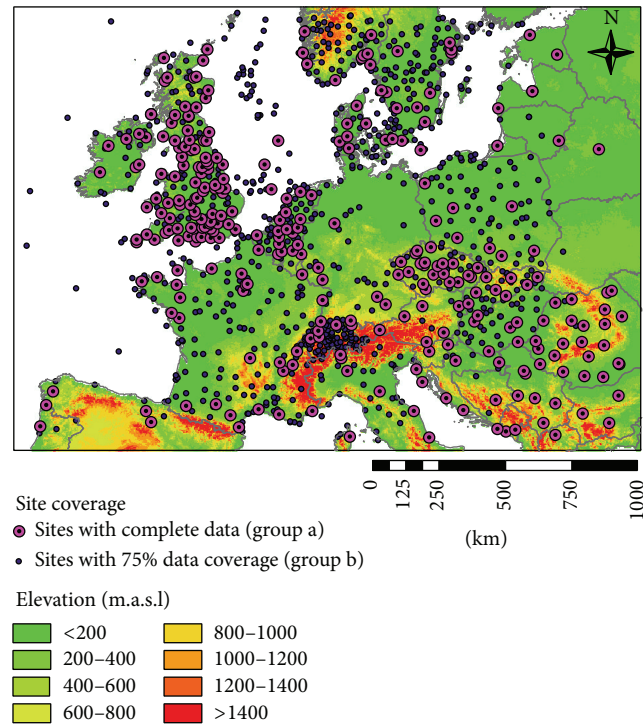 N
0
125
250
500
750
1000
(km)
Site coverage
Sites with complete data (group a)
Sites with 75% data coverage (group b)
Elevation (m.a.s.l)
<200
200–400
400–600
600–800
800–1000
1000–1200
1200–1400
>1400